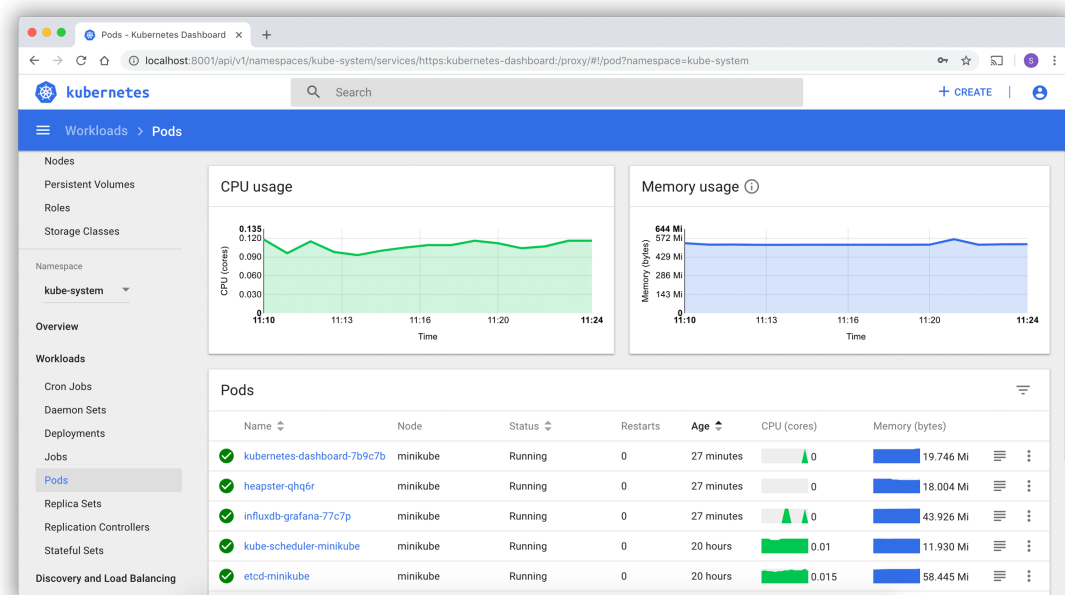 Pods - Kubernetes Dashboard
localhost:8001/api/v1/namespaces/kube-system/services/https:kubernetes-dashboard:/proxy/#!/pod?namespace=kube-system
S
kubernetes
Search
CREATE
Workloads > Pods
Nodes
Persistent Volumes
Roles
Storage Classes
Namespace
kube-system
Overview
Workloads
Cron Jobs
Daemon Sets
Deployments
Jobs
Pods
Replica Sets
Replication Controllers
Stateful Sets
Discovery and Load Balancing
CPU usage
CPU (cores)
0.135
0.120
0.090
0.060
0.030
0
11:10 11:13 11:16 11:20 11:24
Time
Memory usage
Memory (bytes)
644 Mi
572 Mi
429 Mi
286 Mi
143 Mi
0
11:10 11:13 11:16 11:20 11:24
Time
Pods
Name Node Status Restarts Age CPU (cores) Memory (bytes)
kubernetes-dashboard-7b9c7b minikube Running 0 27 minutes 0 19.746 Mi
heapster-qhq6r minikube Running 0 27 minutes 0 18.004 Mi
influxdb-grafana-77c7p minikube Running 0 27 minutes 0 43.926 Mi
kube-scheduler-minikube minikube Running 0 20 hours 0.01 11.930 Mi
etcd-minikube minikube Running 0 20 hours 0.015 58.445 Mi